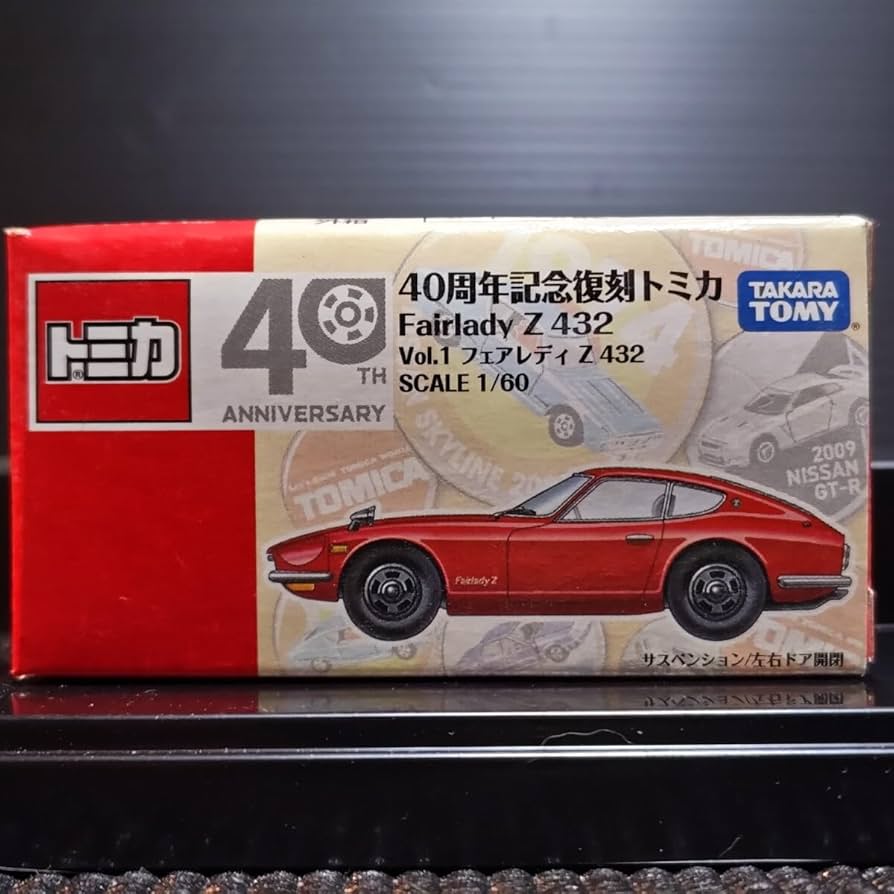 トミカ®
40TH
ANNIVERSARY
40周年記念復刻トミカ
Fairlady Z 432
Vol.1 フェアレディ Z 432
SCALE 1/60
TAKARA
TOMY®
TOMICA
SKYLINE 200
2009
NISSAN
GT-R
TOMICA
Fairlady Z
サスペンション/左右ドア開閉